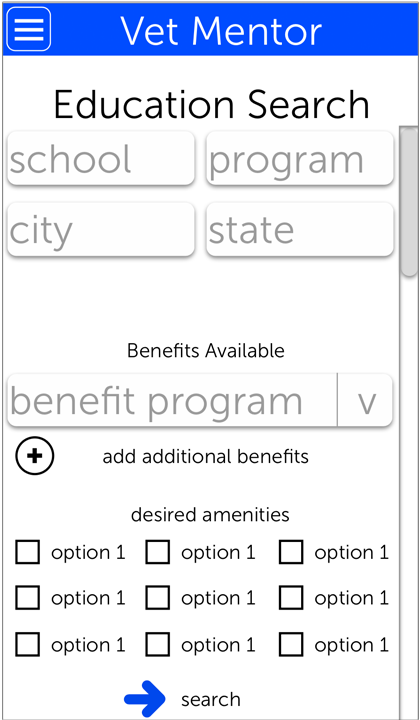 Vet Mentor
Education Search
school program
city state
Benefits Available
benefit program v
add additional benefits
desired amenities
option 1 option 1 option 1
option 1 option 1 option 1
option 1 option 1 option 1
search